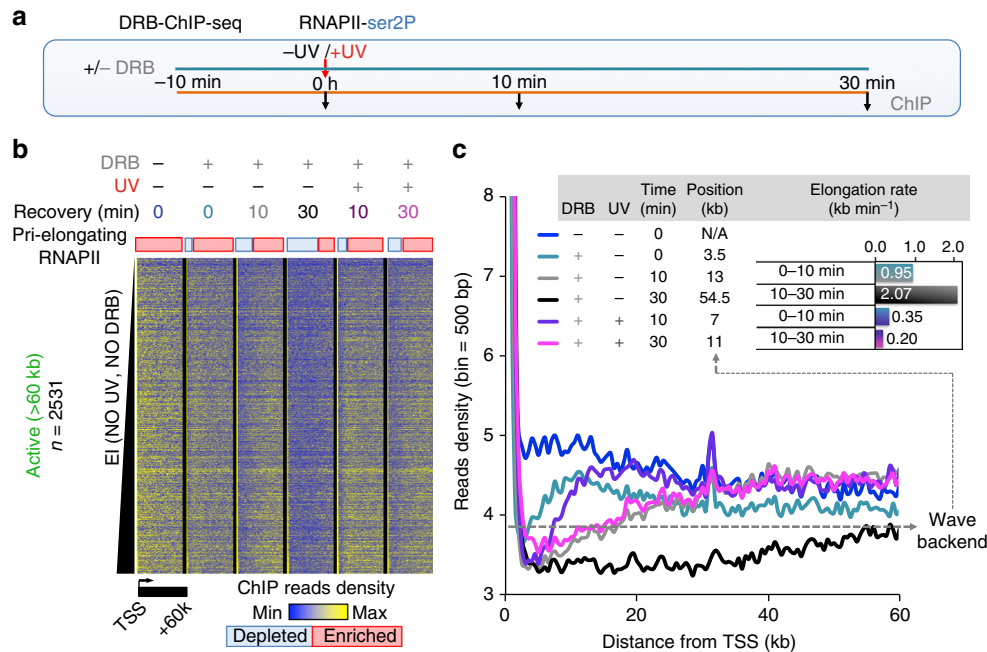 a
DRB-ChIP-seq RNAPII-ser2P
–UV /+UV
+/– DRB
–10 min 0 h 10 min 30 min
ChIP
b
DRB – + + + + +
UV – – – – + +
Recovery (min) 0 0 10 30 10 30
Pri-elongating
RNAPII
Active (>60 kb)
n = 2531
EI (NO UV, NO DRB)
TSS
+60k
ChIP reads density
Min Max
Depleted Enriched
c
Time Position Elongation rate
DRB UV (min) (kb) (kb min–1)
– – 0 N/A
+ – 0 3.5
+ – 10 13
+ – 30 54.5
+ + 10 7
+ + 30 11
0.0 1.0 2.0
0–10 min 0.95
10–30 min 2.07
0–10 min 0.35
10–30 min 0.20
Reads density (bin = 500 bp)
8
7
6
5
4
3
Wave
backend
0 20 40 60
Distance from TSS (kb)